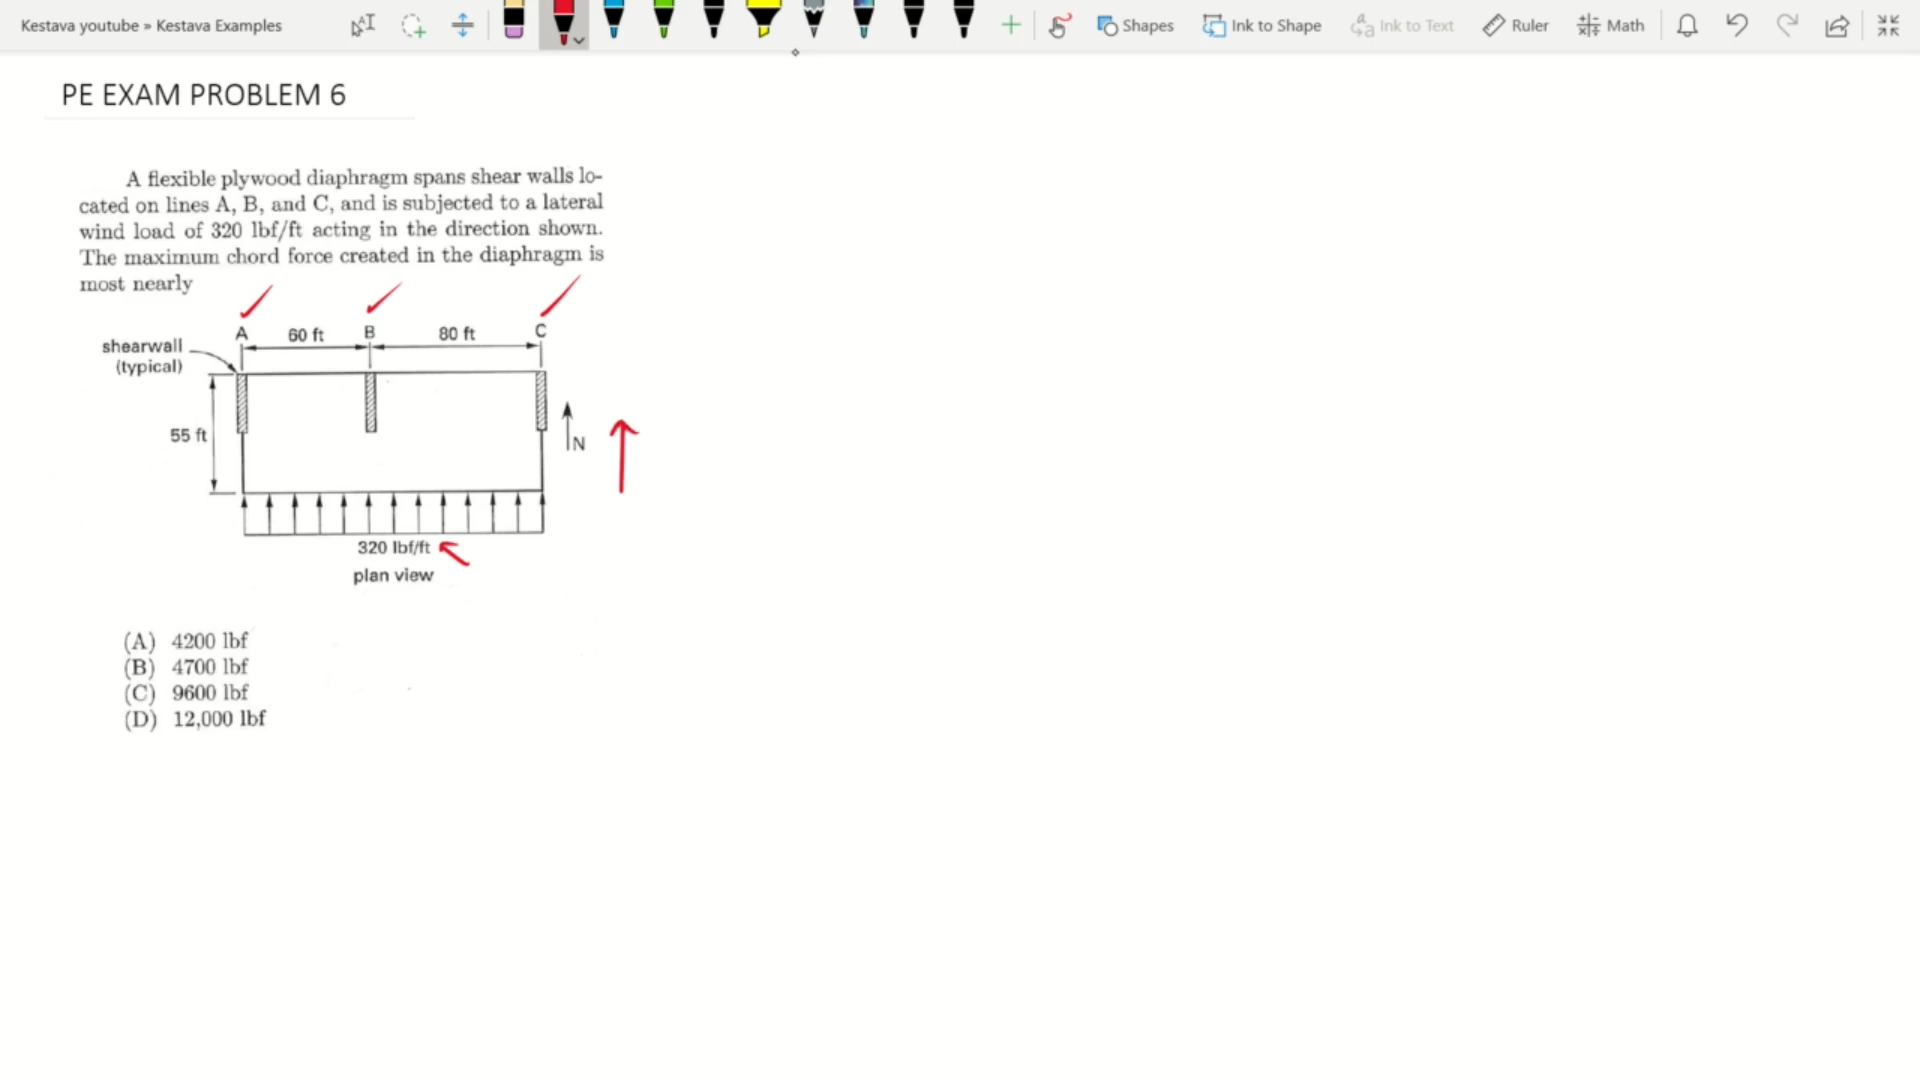 Kestava youtube » Kestava Examples
Shapes
Ink to Shape
Ink to Text
Ruler
Math
PE EXAM PROBLEM 6
A flexible plywood diaphragm spans shear walls lo-
cated on lines A, B, and C, and is subjected to a lateral
wind load of 320 lbf/ft acting in the direction shown.
The maximum chord force created in the diaphragm is
most nearly
A 60 ft B 80 ft C
shearwall
(typical)
55 ft
N
320 lbf/ft
plan view
(A) 4200 lbf
(B) 4700 lbf
(C) 9600 lbf
(D) 12,000 lbf